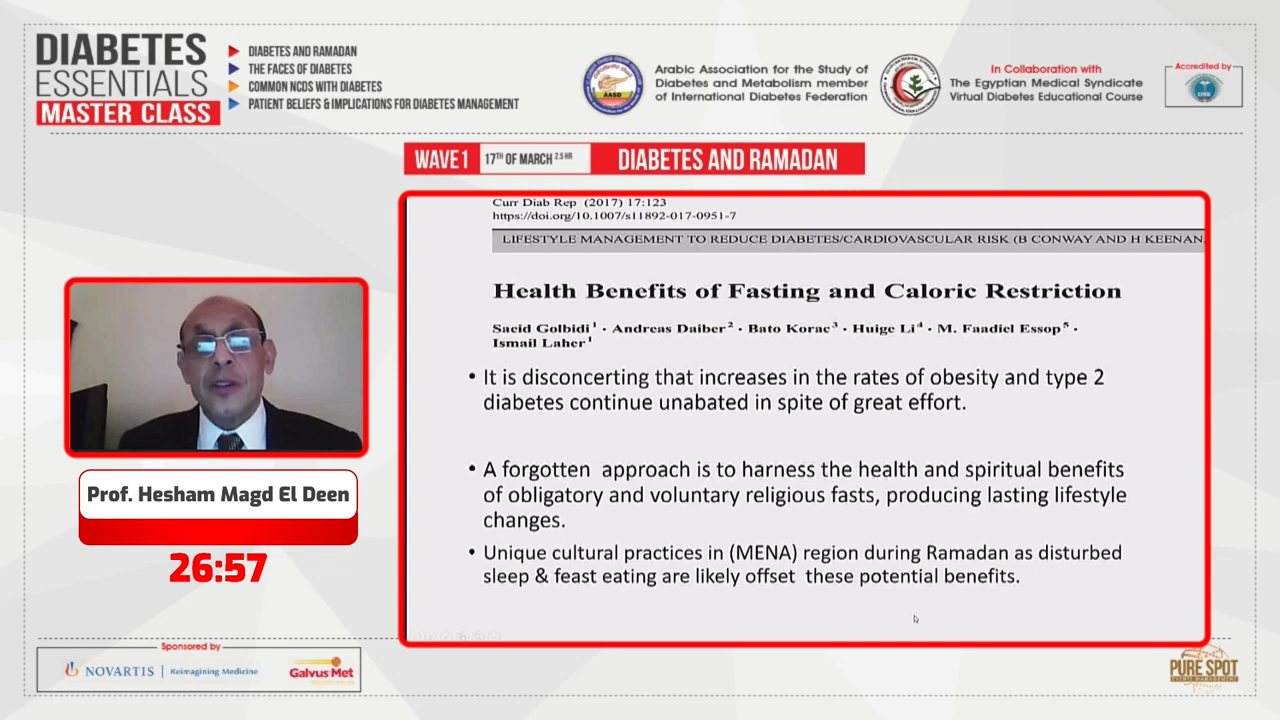 DIABETES
ESSENTIALS
MASTER CLASS
DIABETES AND RAMADAN
THE FACES OF DIABETES
COMMON NCDS WITH DIABETES
PATIENT BELIEFS & IMPLICATIONS FOR DIABETES MANAGEMENT
AASD
Arabic Association for the Study of
Diabetes and Metabolism member
of International Diabetes Federation
In Collaboration with
The Egyptian Medical Syndicate
Virtual Diabetes Educational Course
Accredited by
WAVE1 17TH OF MARCH 2.5 HR DIABETES AND RAMADAN
Curr Diab Rep (2017) 17:123
https://doi.org/10.1007/s11892-017-0951-7
LIFESTYLE MANAGEMENT TO REDUCE DIABETES/CARDIOVASCULAR RISK (B CONWAY AND H KEENAN,
Health Benefits of Fasting and Caloric Restriction
Saeid Golbidi1 · Andreas Daiber2 · Bato Korac3 · Huige Li4 · M. Faadiel Essop5 ·
Ismail Laher1
• It is disconcerting that increases in the rates of obesity and type 2
diabetes continue unabated in spite of great effort.
• A forgotten approach is to harness the health and spiritual benefits
of obligatory and voluntary religious fasts, producing lasting lifestyle
changes.
• Unique cultural practices in (MENA) region during Ramadan as disturbed
sleep & feast eating are likely offset these potential benefits.
Prof. Hesham Magd El Deen
26:57
Sponsored by
NOVARTIS | Reimagining Medicine
Galvus Met
PURE SPOT
EVENTS MANAGEMENT